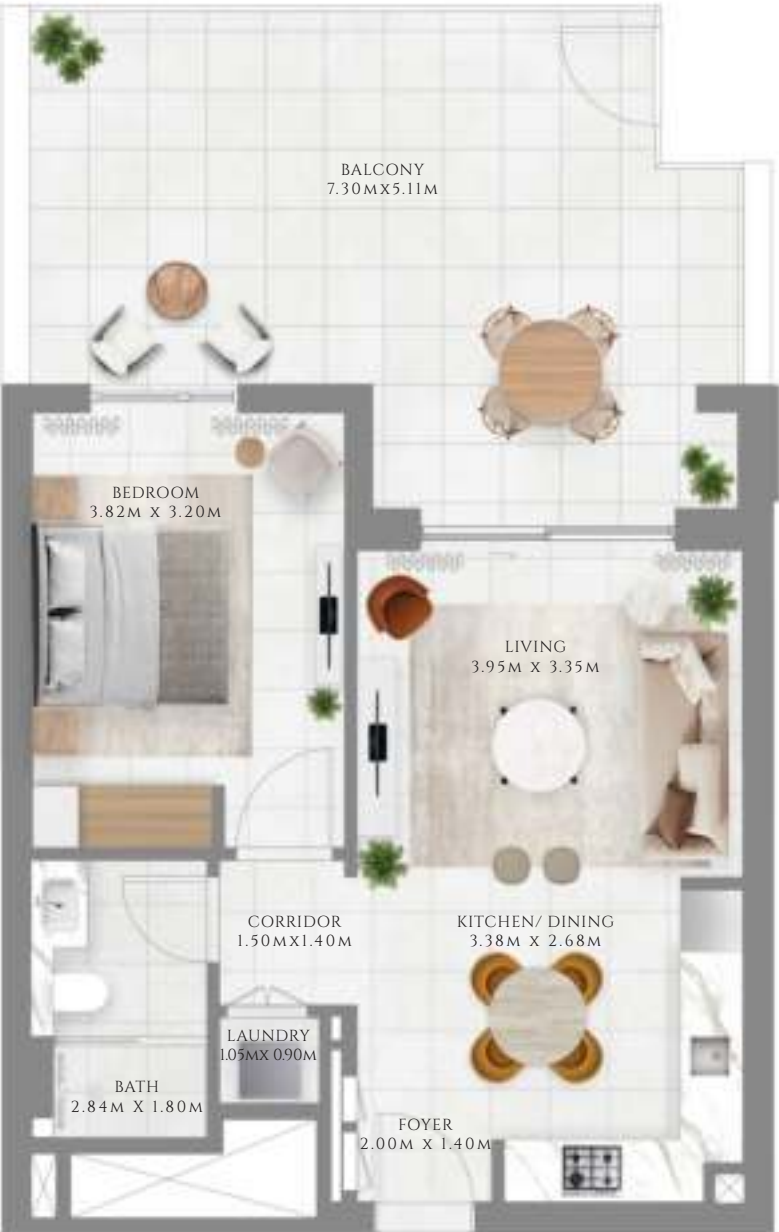 BALCONY
7.30MX5.11M
BEDROOM
3.82M X 3.20M
LIVING
3.95M X 3.35M
CORRIDOR
1.50MX1.40M
KITCHEN/ DINING
3.38M X 2.68M
LAUNDRY
1.05MX 0.90M
BATH
2.84M X 1.80M
FOYER
2.00M X 1.40M